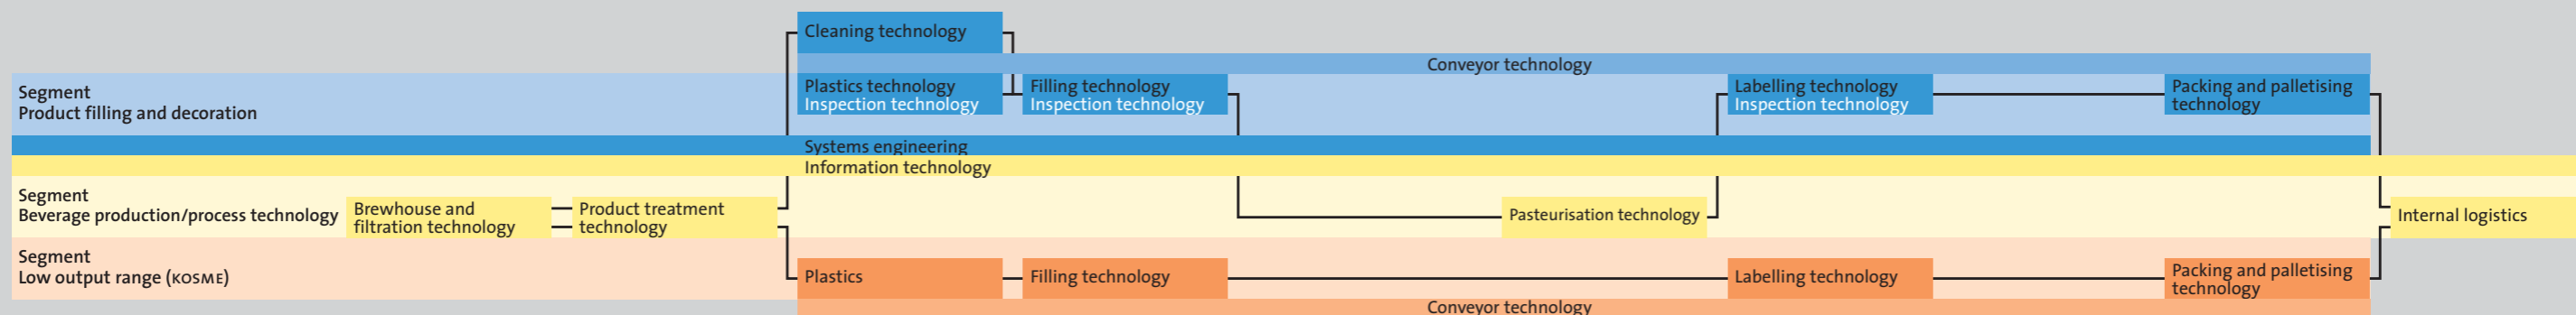 Cleaning technology
Conveyor technology
Segment
Product filling and decoration
Plastics technology
Inspection technology
Filling technology
Inspection technology
Labelling technology
Inspection technology
Packing and palletising
technology
Systems engineering
Information technology
Segment
Beverage production/process technology
Brewhouse and
filtration technology
Product treatment
technology
Pasteurisation technology
Internal logistics
Segment
Low output range (KOSME)
Plastics
Filling technology
Labelling technology
Packing and palletising
technology
Conveyor technology